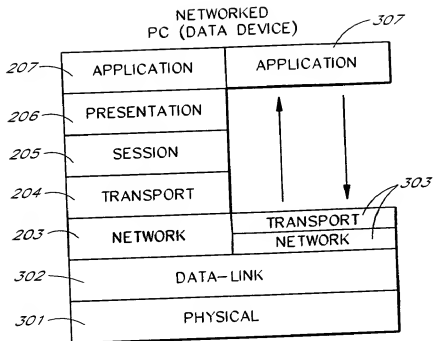 NETWORKED
PC (DATA DEVICE)
307
207 APPLICATION APPLICATION
206 PRESENTATION
205 SESSION
204 TRANSPORT
303
TRANSPORT
203 NETWORK NETWORK
302 DATA-LINK
301 PHYSICAL